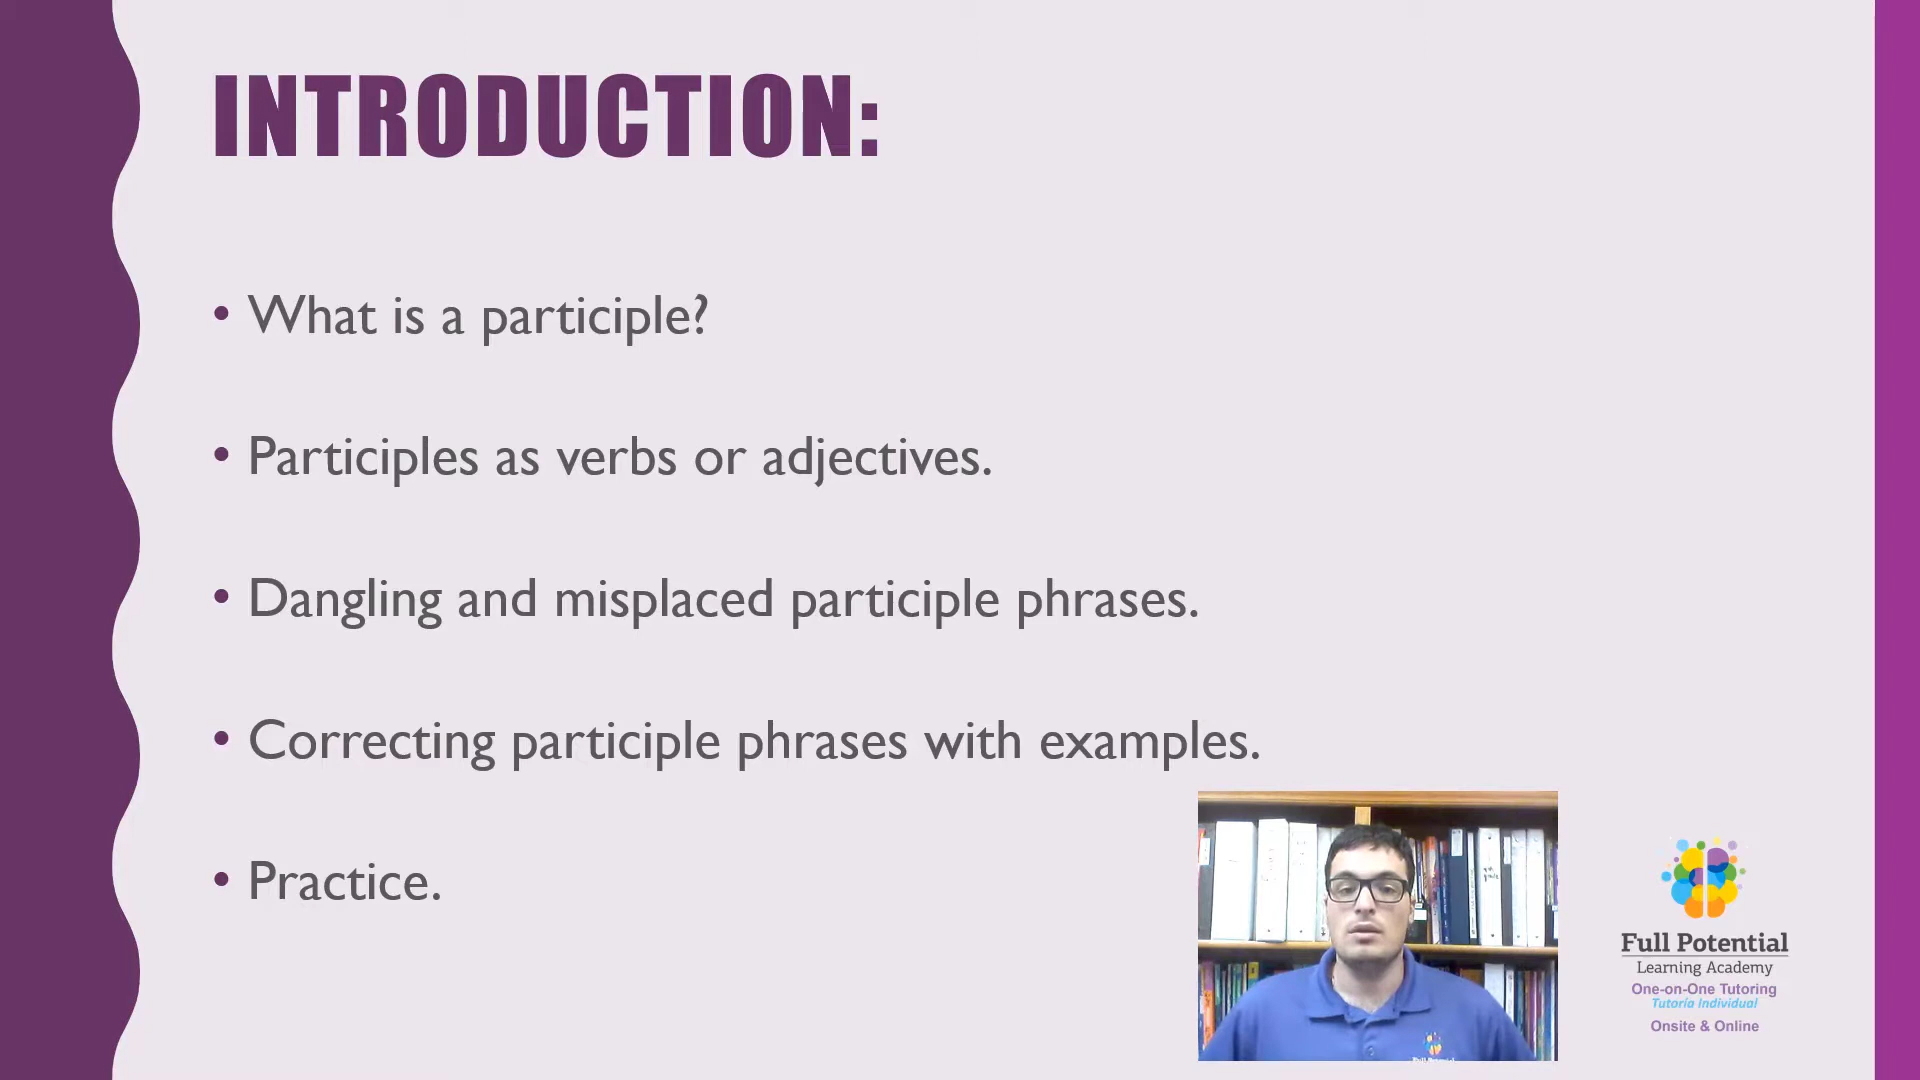 INTRODUCTION:
• What is a participle?
• Participles as verbs or adjectives.
• Dangling and misplaced participle phrases.
• Correcting participle phrases with examples.
• Practice.
Full Potential
Learning Academy
One-on-One Tutoring
Tutoría Individual
Onsite & Online